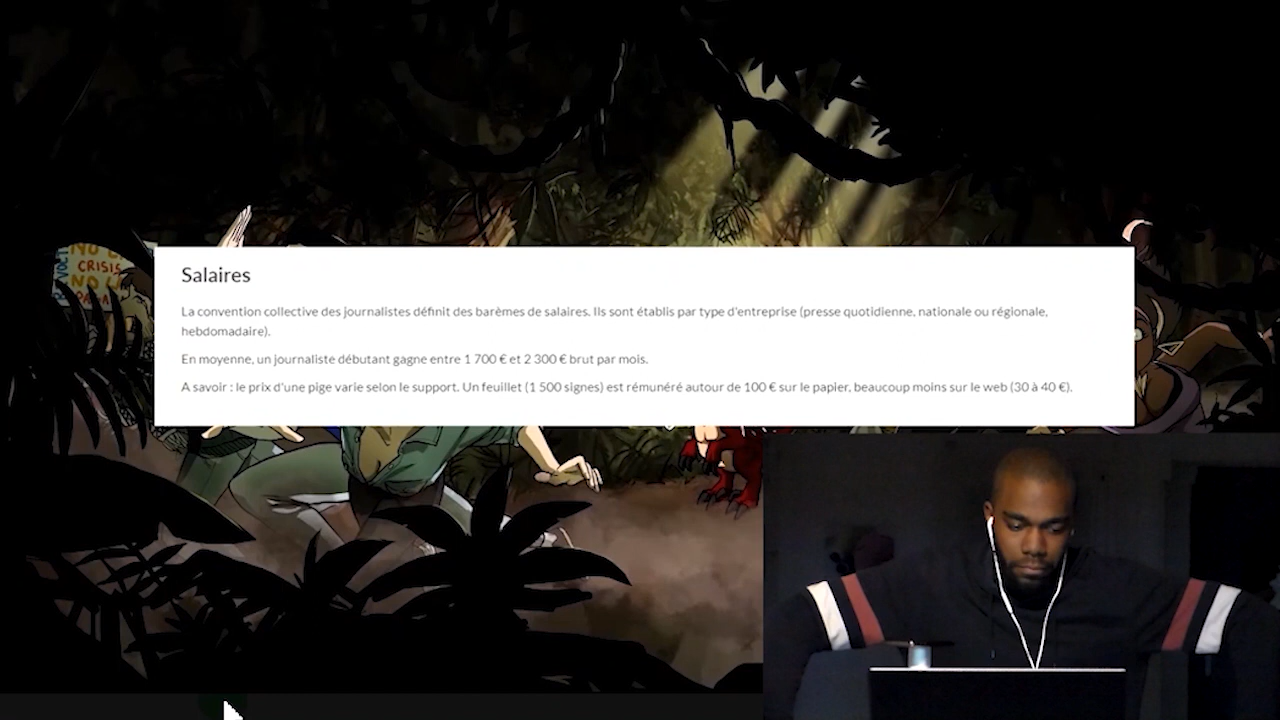 CRISIS
Salaires
La convention collective des journalistes définit des barèmes de salaires. Ils sont établis par type d'entreprise (presse quotidienne, nationale ou régionale,
hebdomadaire).
En moyenne, un journaliste débutant gagne entre 1 700 € et 2 300 € brut par mois.
A savoir : le prix d'une pige varie selon le support. Un feuillet (1 500 signes) est rémunéré autour de 100 € sur le papier, beaucoup moins sur le web (30 à 40 €).